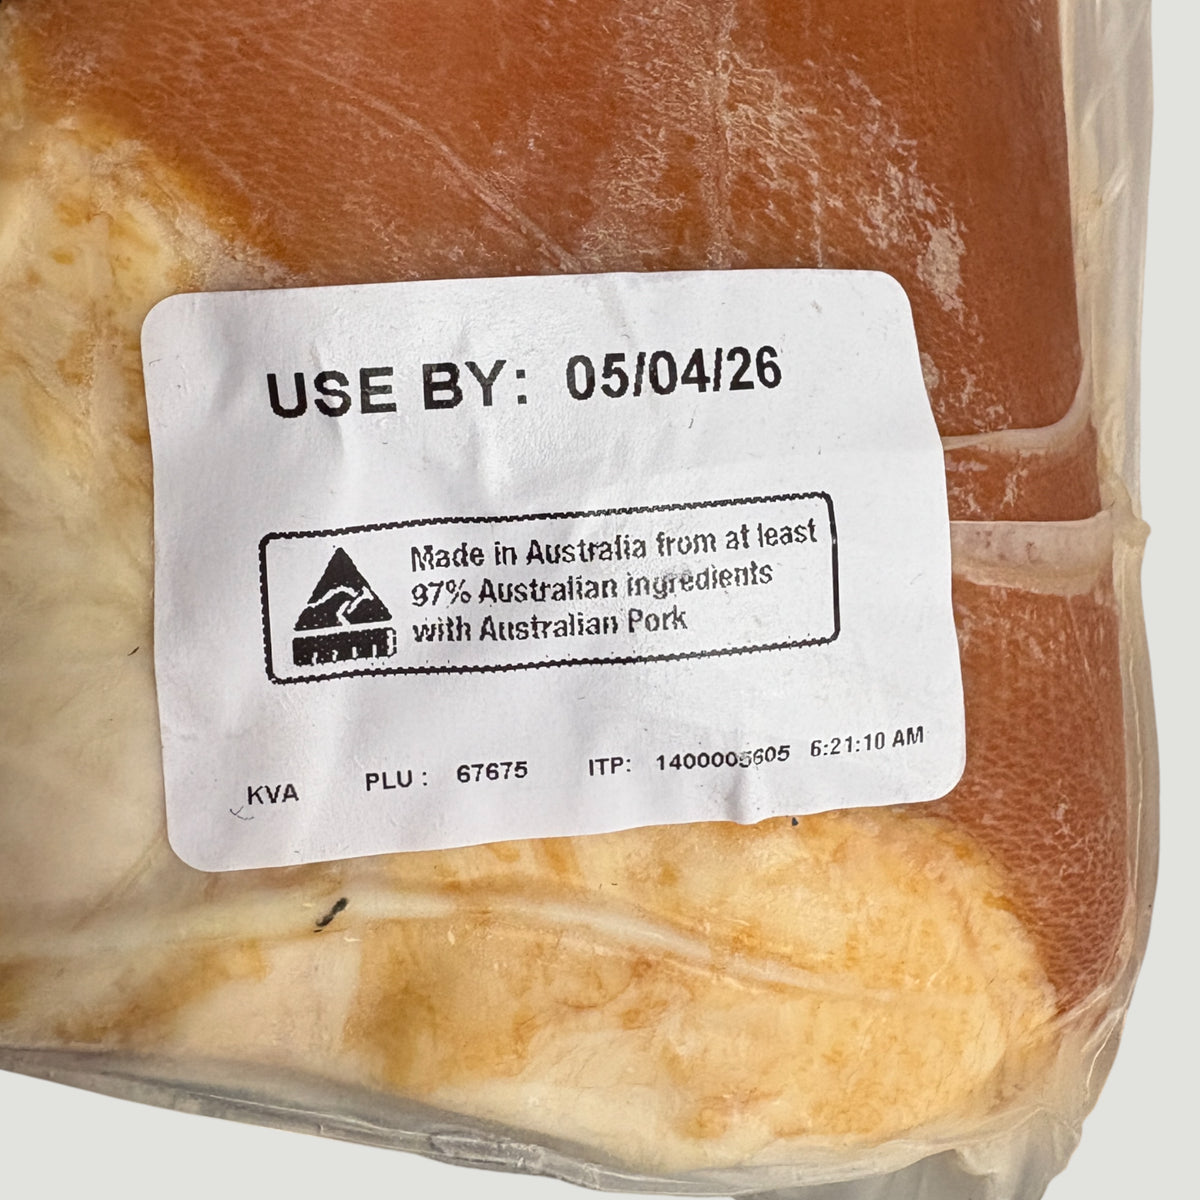 USE BY: 05/04/26
Made in Australia from at least
97% Australian ingredients
with Australian Pork
KVA PLU : 67675 ITP: 1400005605 6:21:10 AM